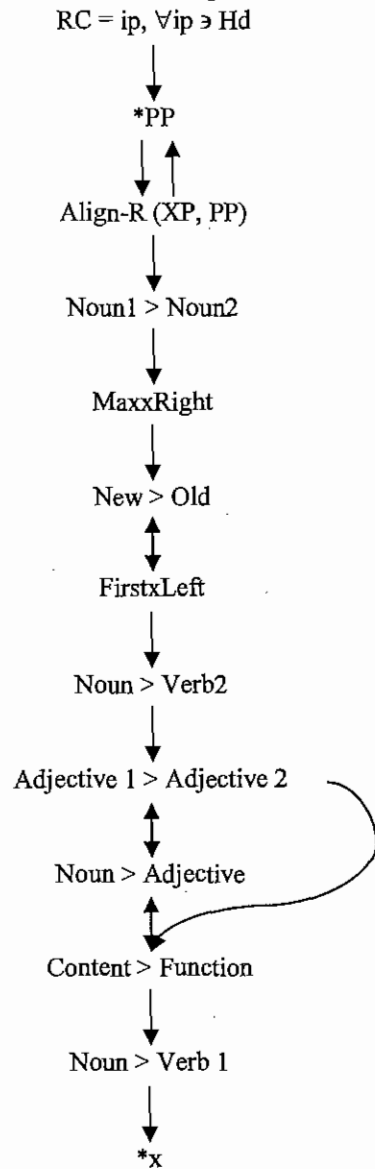 RC = ip, ∀ip ∍ Hd
*PP
Align-R (XP, PP)
Noun1 > Noun2
MaxxRight
New > Old
FirstxLeft
Noun > Verb2
Adjective 1 > Adjective 2
Noun > Adjective
Content > Function
Noun > Verb 1
*x